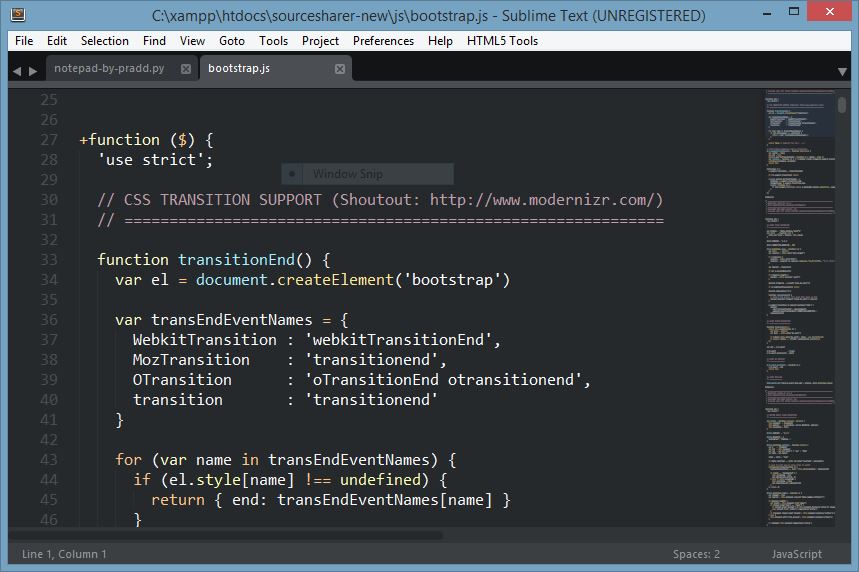 C:\xampp\htdocs\sourcesharer-new\js\bootstrap.js - Sublime Text (UNREGISTERED)
File Edit Selection Find View Goto Tools Project Preferences Help HTML5 Tools
notepad-by-pradd.py bootstrap.js
25
26
27 +function ($) {
28   'use strict';
Window Snip
29
30   // CSS TRANSITION SUPPORT (Shoutout: http://www.modernizr.com/)
31   // ============================================================
32
33   function transitionEnd() {
34     var el = document.createElement('bootstrap')
35
36     var transEndEventNames = {
37       WebkitTransition : 'webkitTransitionEnd',
38       MozTransition    : 'transitionend',
39       OTransition      : 'oTransitionEnd otransitionend',
40       transition       : 'transitionend'
41     }
42
43     for (var name in transEndEventNames) {
44       if (el.style[name] !== undefined) {
45         return { end: transEndEventNames[name] }
46       }
Line 1, Column 1 Spaces: 2 JavaScript